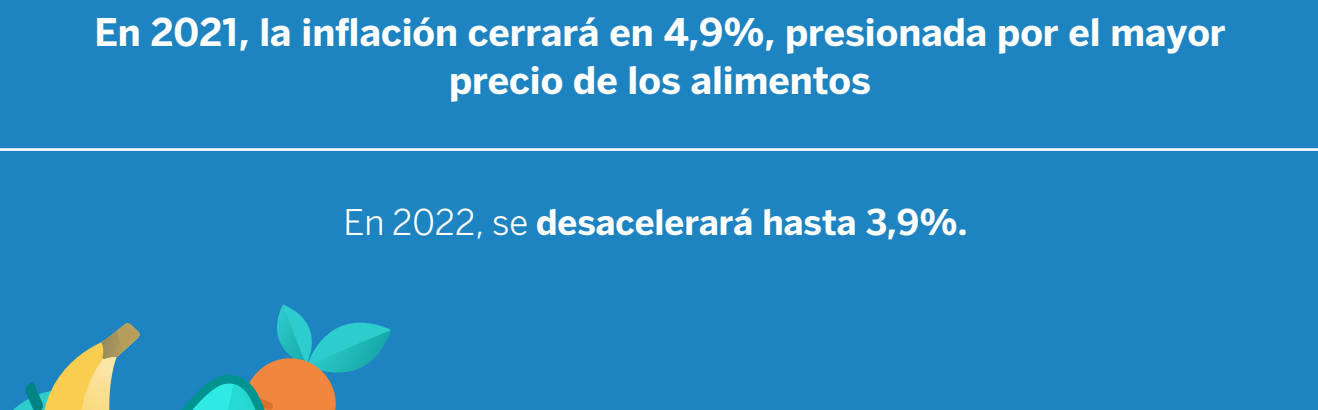 En 2021, la inflación cerrará en 4,9%, presionada por el mayor
precio de los alimentos
En 2022, se desacelerará hasta 3,9%.